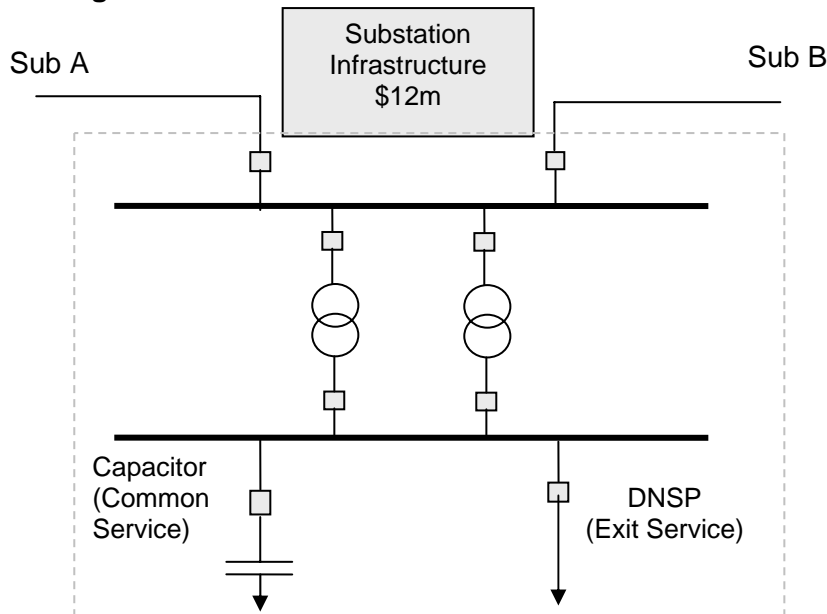 Substation
Infrastructure
$12m
Sub A
Sub B
Capacitor
(Common
Service)
DNSP
(Exit Service)